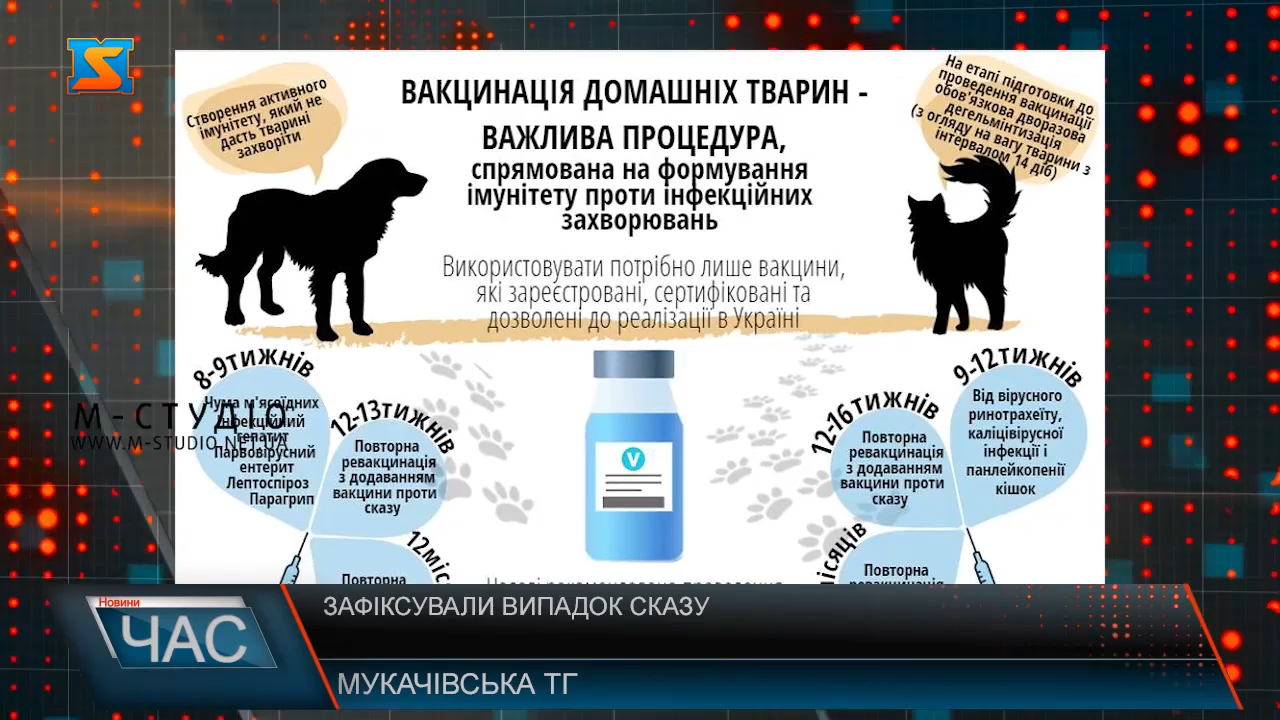 Створення активного
імунітету, який не
дасть тварині
захворіти
ВАКЦИНАЦІЯ ДОМАШНІХ ТВАРИН -
ВАЖЛИВА ПРОЦЕДУРА,
спрямована на формування
імунітету проти інфекційних
захворювань
На етапі підготовки до
проведення вакцинації
обов'язкова дворазова
дегельмінтизація
(з огляду на вагу тварини з
інтервалом 14 діб)
Використовувати потрібно лише вакцини,
які зареєстровані, сертифіковані та
дозволені до реалізації в Україні
8-9тижнів
Чума м'ясоїдних
Інфекційний
гепатит
Парвовірусний
ентерит
Лептоспіроз
Парагрип
М-СТУДІО
WWW.M-STUDIO.NET.UA
12-13тижнів
Повторна
ревакцинація
з додаванням
вакцини проти
сказу
V
12-16тижнів
Повторна
ревакцинація
з додаванням
вакцини проти
сказу
9-12тижнів
Від вірусного
ринотрахеїту,
каліцівірусної
інфекції і
панлейкопенії
кішок
12міс
Повторна
місяців
Повторна
ревакцинація
Новини
ЧАС
ЗАФІКСУВАЛИ ВИПАДОК СКАЗУ
МУКАЧІВСЬКА ТГ